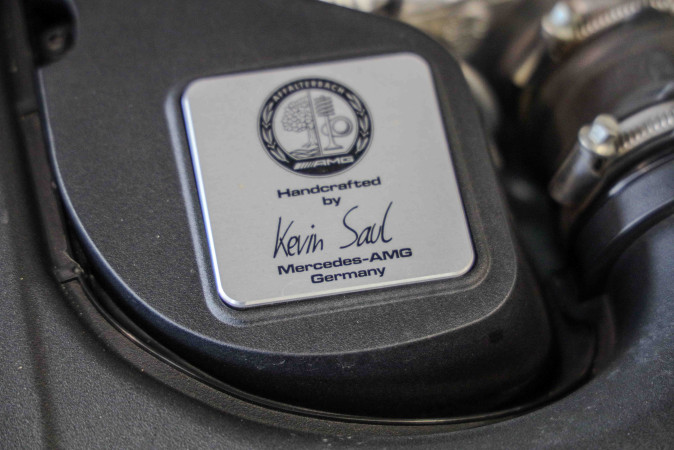 AFFALTERBACH
AMG
Handcrafted
by
Kevin Saul
Mercedes-AMG
Germany